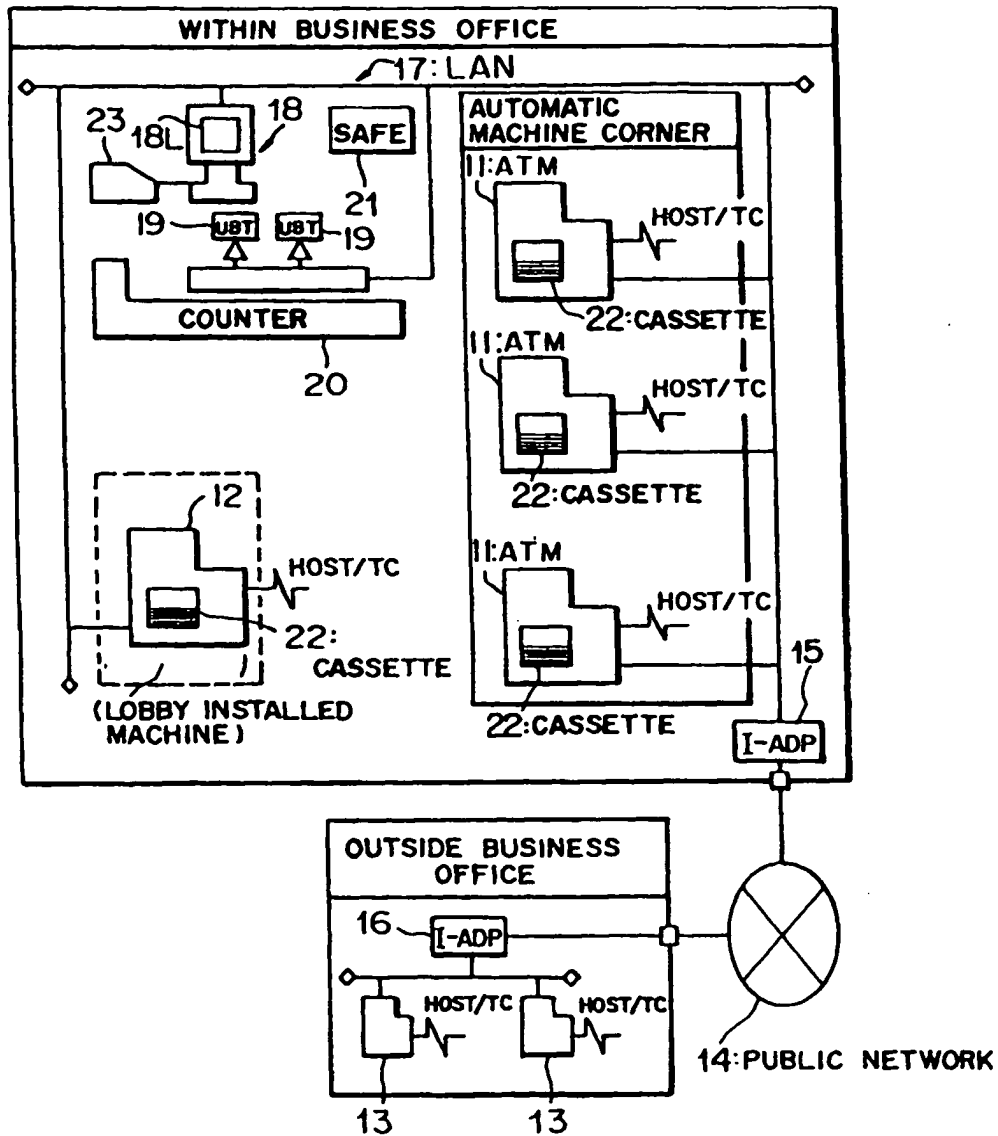 WITHIN BUSINESS OFFICE
17:LAN
23
18L
18
SAFE
21
19
UBT
UBT
19
COUNTER
20
AUTOMATIC
MACHINE CORNER
11:ATM
HOST/TC
22:CASSETTE
11:ATM
HOST/TC
22:CASSETTE
11:ATM
HOST/TC
22:CASSETTE
12
HOST/TC
22:
CASSETTE
(LOBBY INSTALLED
MACHINE)
15
I-ADP
OUTSIDE BUSINESS
OFFICE
16
I-ADP
HOST/TC
HOST/TC
13
13
14:PUBLIC NETWORK